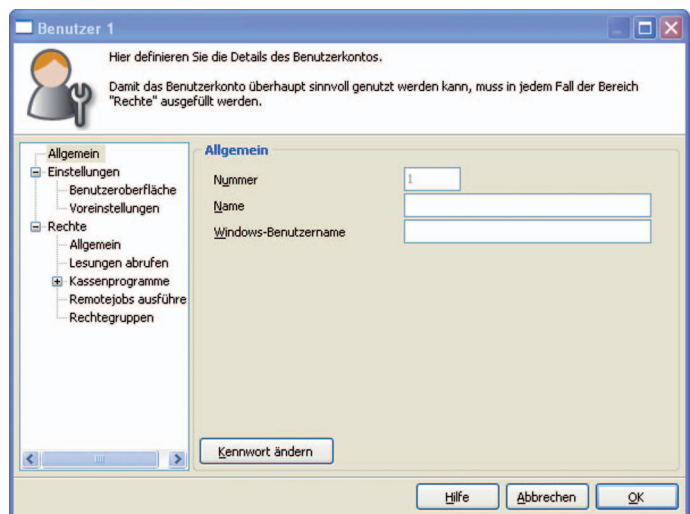 Benutzer 1
Hier definieren Sie die Details des Benutzerkontos.
Damit das Benutzerkonto überhaupt sinnvoll genutzt werden kann, muss in jedem Fall der Bereich
"Rechte" ausgefüllt werden.
Allgemein
Einstellungen
Benutzeroberfläche
Voreinstellungen
Rechte
Allgemein
Lesungen abrufen
Kassenprogramme
Remotejobs ausführe
Rechtegruppen
Allgemein
Nummer
1
Name
Windows-Benutzername
Kennwort ändern
Hilfe
Abbrechen
OK